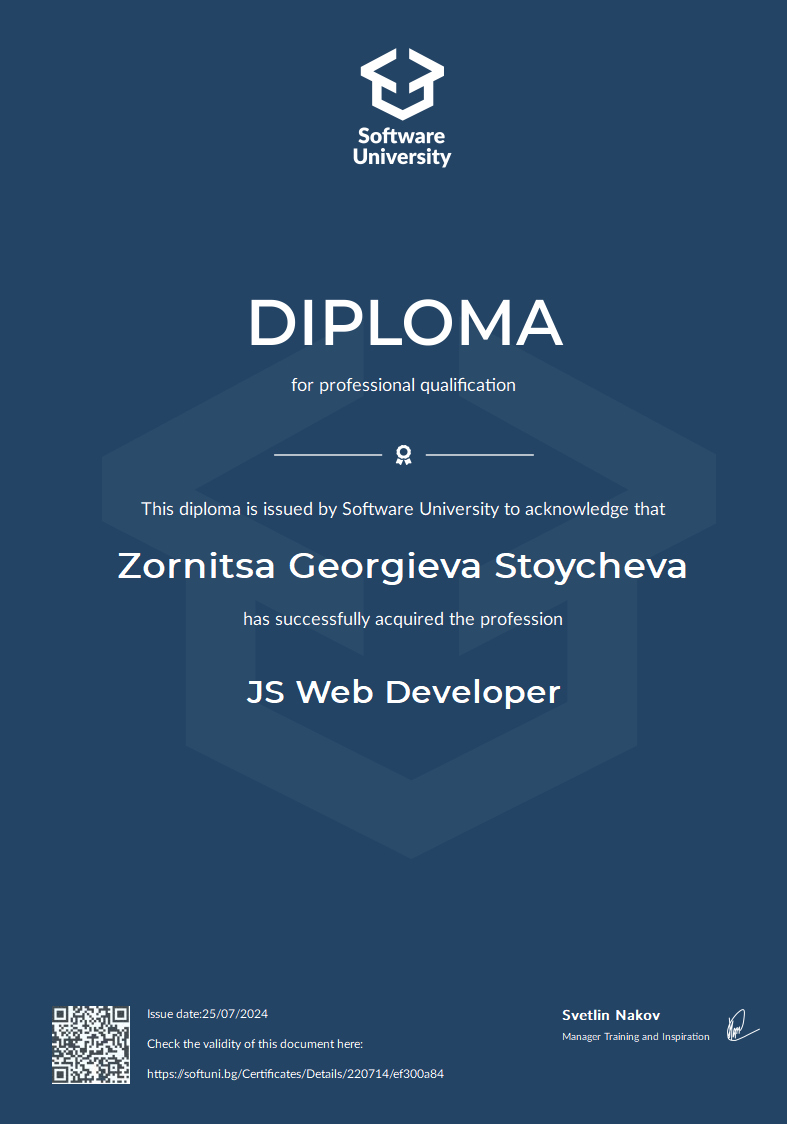 Software
University
DIPLOMA
for professional qualification
This diploma is issued by Software University to acknowledge that
Zornitsa Georgieva Stoycheva
has successfully acquired the profession
JS Web Developer
Issue date:25/07/2024
Check the validity of this document here:
https://softuni.bg/Certificates/Details/220714/ef300a84
Svetlin Nakov
Manager Training and Inspiration